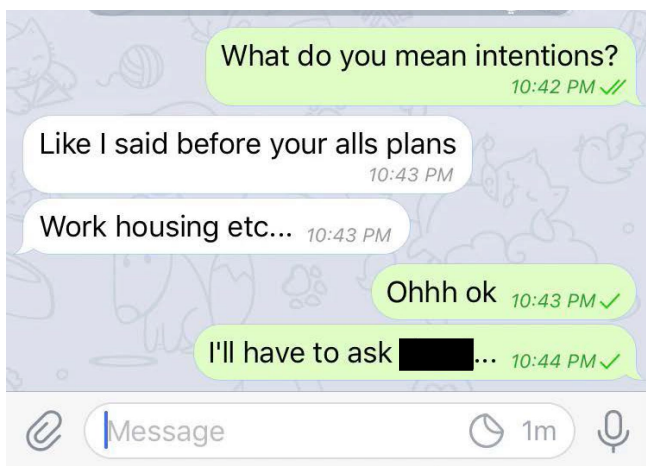 What do you mean intentions?
10:42 PM
Like I said before your alls plans
10:43 PM
Work housing etc... 10:43 PM
Ohhh ok 10:43 PM
I'll have to ask ... 10:44 PM
Message 1m